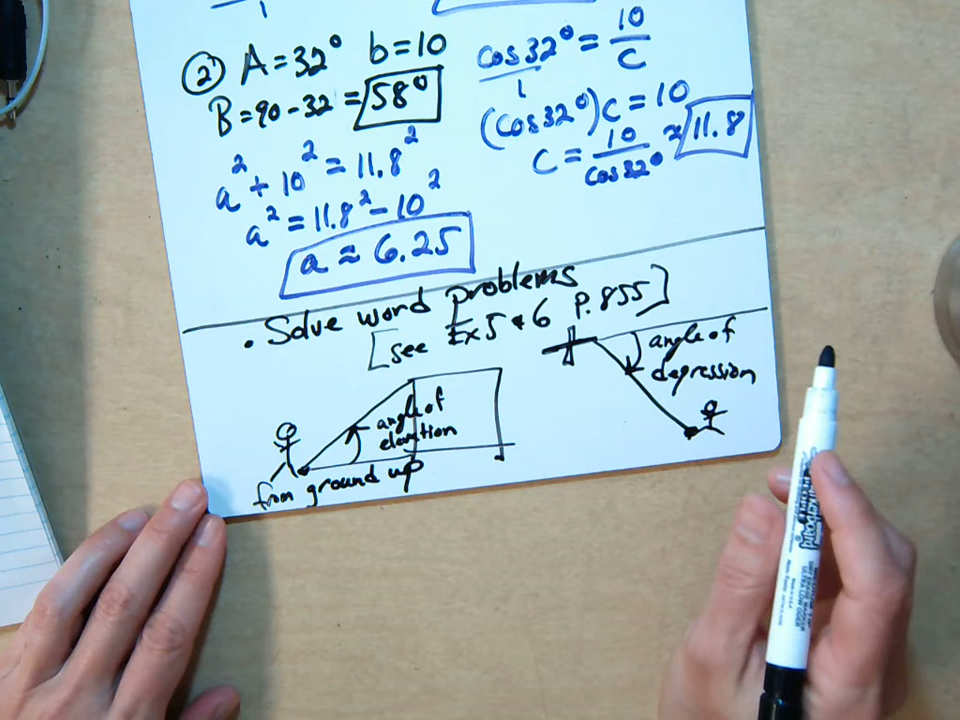 1
② A = 32° b = 10
B = 90 - 32 = 58°
a² + 10² = 11.8²
a² = 11.8² - 10²
a ≈ 6.25
cos 32° = 10
1 C
(cos 32°) C = 10
C = 10 ≈ 11.8
cos 32°
• Solve word problems
[see Ex 5 & 6 P. 855]
angle of
elevation
from ground up
angle of
depression